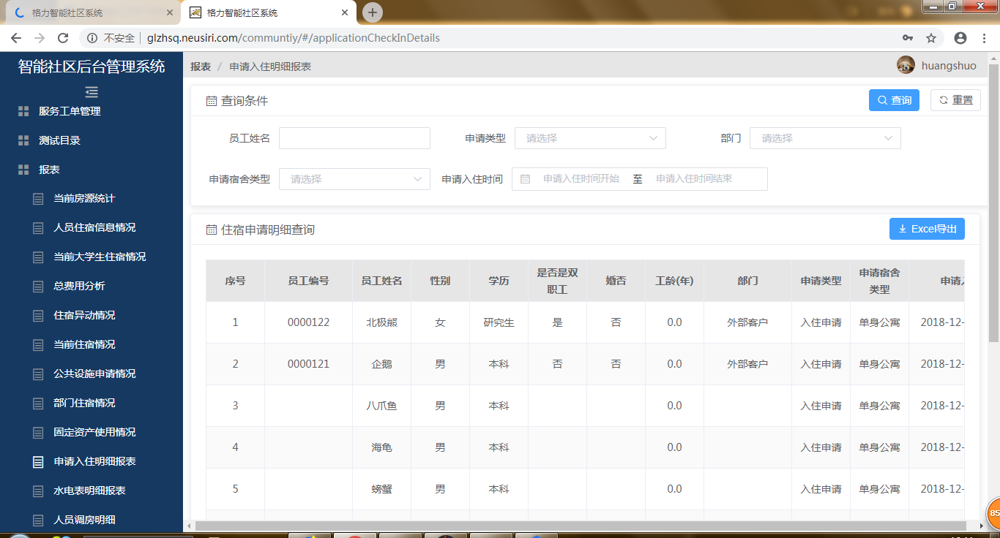 格力智能社区系统
格力智能社区系统
不安全 glzhsq.neusiri.com/communtiy/#/applicationCheckInDetails
智能社区后台管理系统
服务工单管理
测试目录
报表
当前房源统计
人员住宿信息情况
当前大学生住宿情况
总费用分析
住宿异动情况
当前住宿情况
公共设施申请情况
部门住宿情况
固定资产使用情况
申请入住明细报表
水电表明细报表
人员调房明细
报表 / 申请入住明细报表
huangshuo
查询条件
查询 重置
员工姓名 申请类型 请选择 部门 请选择
申请宿舍类型 请选择 申请入住时间 申请入住时间开始 至 申请入住时间结束
住宿申请明细查询
Excel导出
序号 员工编号 员工姓名 性别 学历 是否是双职工 婚否 工龄(年) 部门 申请类型 申请宿舍类型 申请
1 0000122 北极熊 女 研究生 是 否 0.0 外部客户 入住申请 单身公寓 2018-12-
2 0000121 企鹅 男 本科 否 否 0.0 外部客户 入住申请 单身公寓 2018-12-
3 八爪鱼 男 本科 0.0 入住申请 单身公寓 2018-12-
4 海龟 男 本科 0.0 入住申请 单身公寓 2018-12-
5 螃蟹 男 本科 0.0 入住申请 单身公寓 2018-12-
85